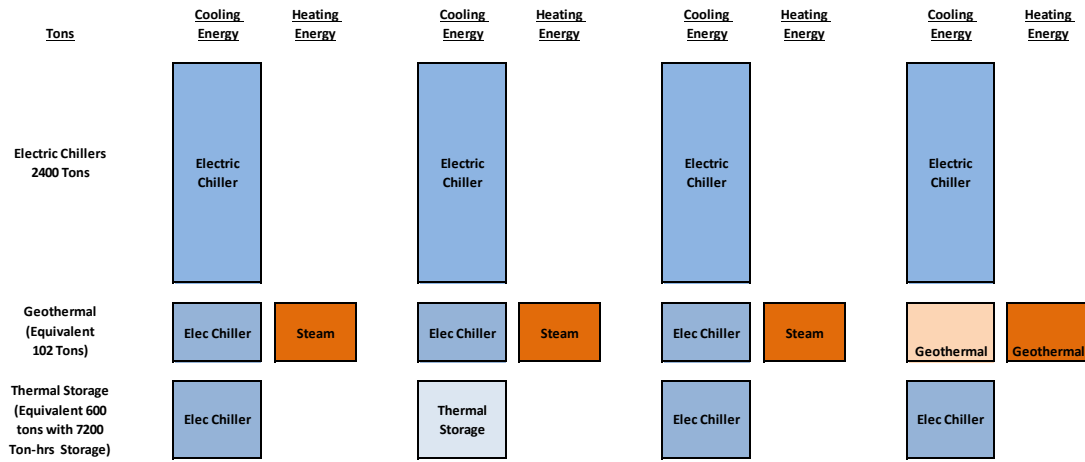 Cooling Heating Cooling Heating Cooling Heating Cooling Heating
Tons Energy Energy Energy Energy Energy Energy Energy Energy
Electric Chillers
2400 Tons
Electric
Chiller
Electric
Chiller
Electric
Chiller
Electric
Chiller
Geothermal
(Equivalent
102 Tons)
Elec Chiller Steam Elec Chiller Steam Elec Chiller Steam Geothermal Geothermal
Thermal Storage
(Equivalent 600
tons with 7200
Ton-hrs Storage)
Elec Chiller
Thermal
Storage
Elec Chiller
Elec Chiller